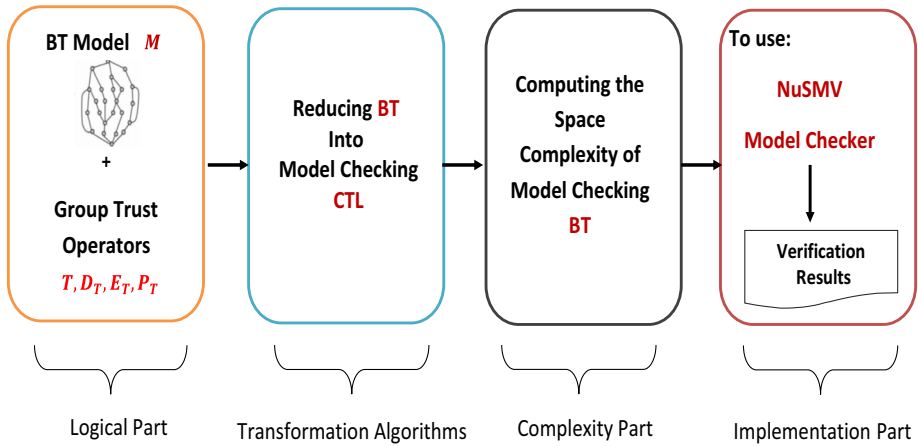 BT Model M
+
Group Trust
Operators
T, D_T, E_T, P_T
Reducing BT
Into
Model Checking
CTL
Computing the
Space
Complexity of
Model Checking
BT
To use:
NuSMV
Model Checker
Verification
Results
Logical Part
Transformation Algorithms
Complexity Part
Implementation Part